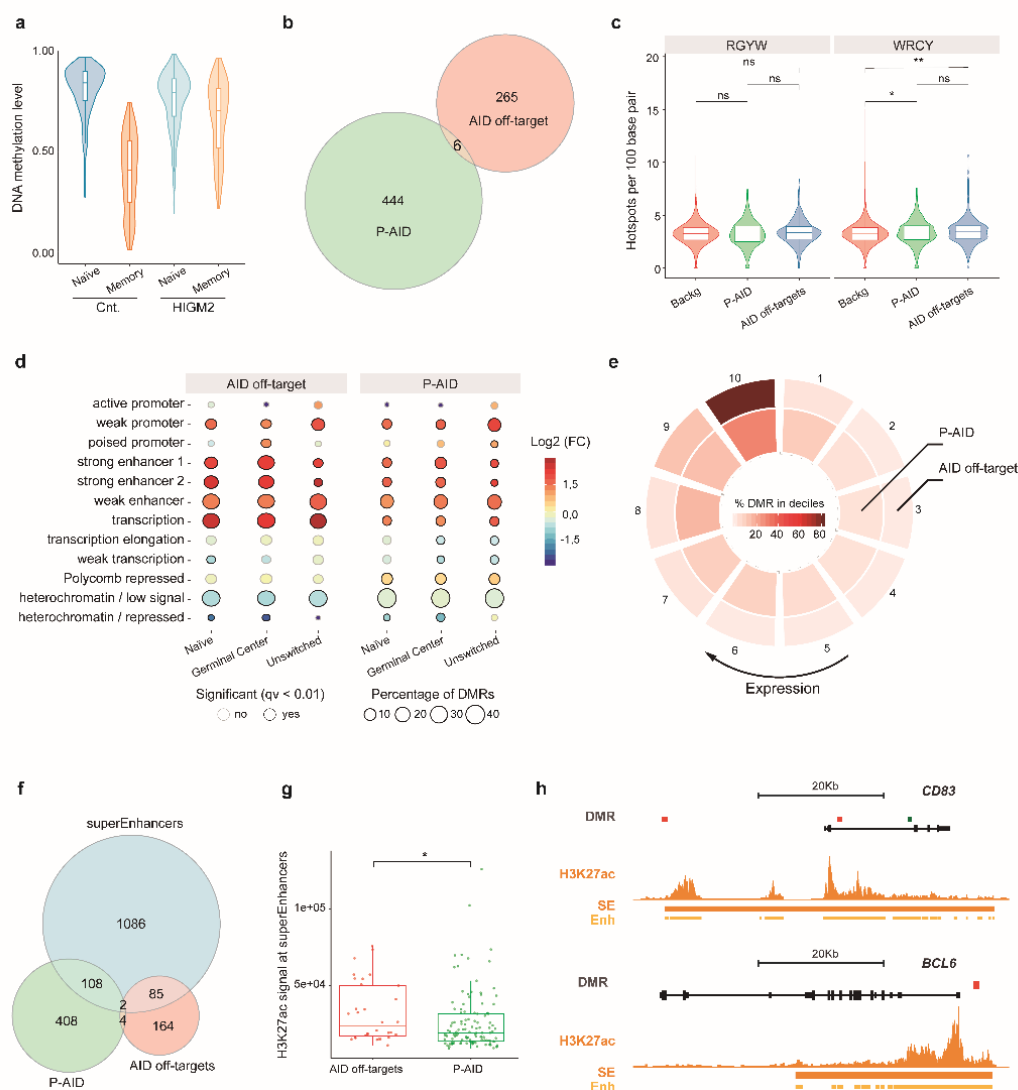 a
1.00
0.50
0.00
DNA methylation level
Naïve
Memory
Naïve
Memory
Cnt.
HIGM2
b
265
AID off-target
6
444
P-AID
c
RGYW
WRCY
20
15
10
5
0
Hotspots per 100 base pair
ns
ns
ns
**
*
ns
Backg
P-AID
AID off-targets
Backg
P-AID
AID off-targets
d
AID off-target
P-AID
active promoter
weak promoter
poised promoter
strong enhancer 1
strong enhancer 2
weak enhancer
transcription
transcription elongation
weak transcription
Polycomb repressed
heterochromatin / low signal
heterochromatin / repressed
Naïve
Germinal Center
Unswitched
Naïve
Germinal Center
Unswitched
Log2 (FC)
1,5
0,0
-1,5
Significant (qv < 0.01)
no
yes
Percentage of DMRs
10
20
30
40
e
10
1
2
3
4
5
6
7
8
9
P-AID
AID off-target
% DMR in deciles
20 40 60 80
Expression
f
superEnhancers
1086
108
2
85
408
4
164
P-AID
AID off-targets
g
H3K27ac signal at superEnhancers
1e+05
5e+04
*
AID off-targets
P-AID
h
20Kb
CD83
DMR
H3K27ac
SE
Enh
20Kb
BCL6
DMR
H3K27ac
SE
Enh